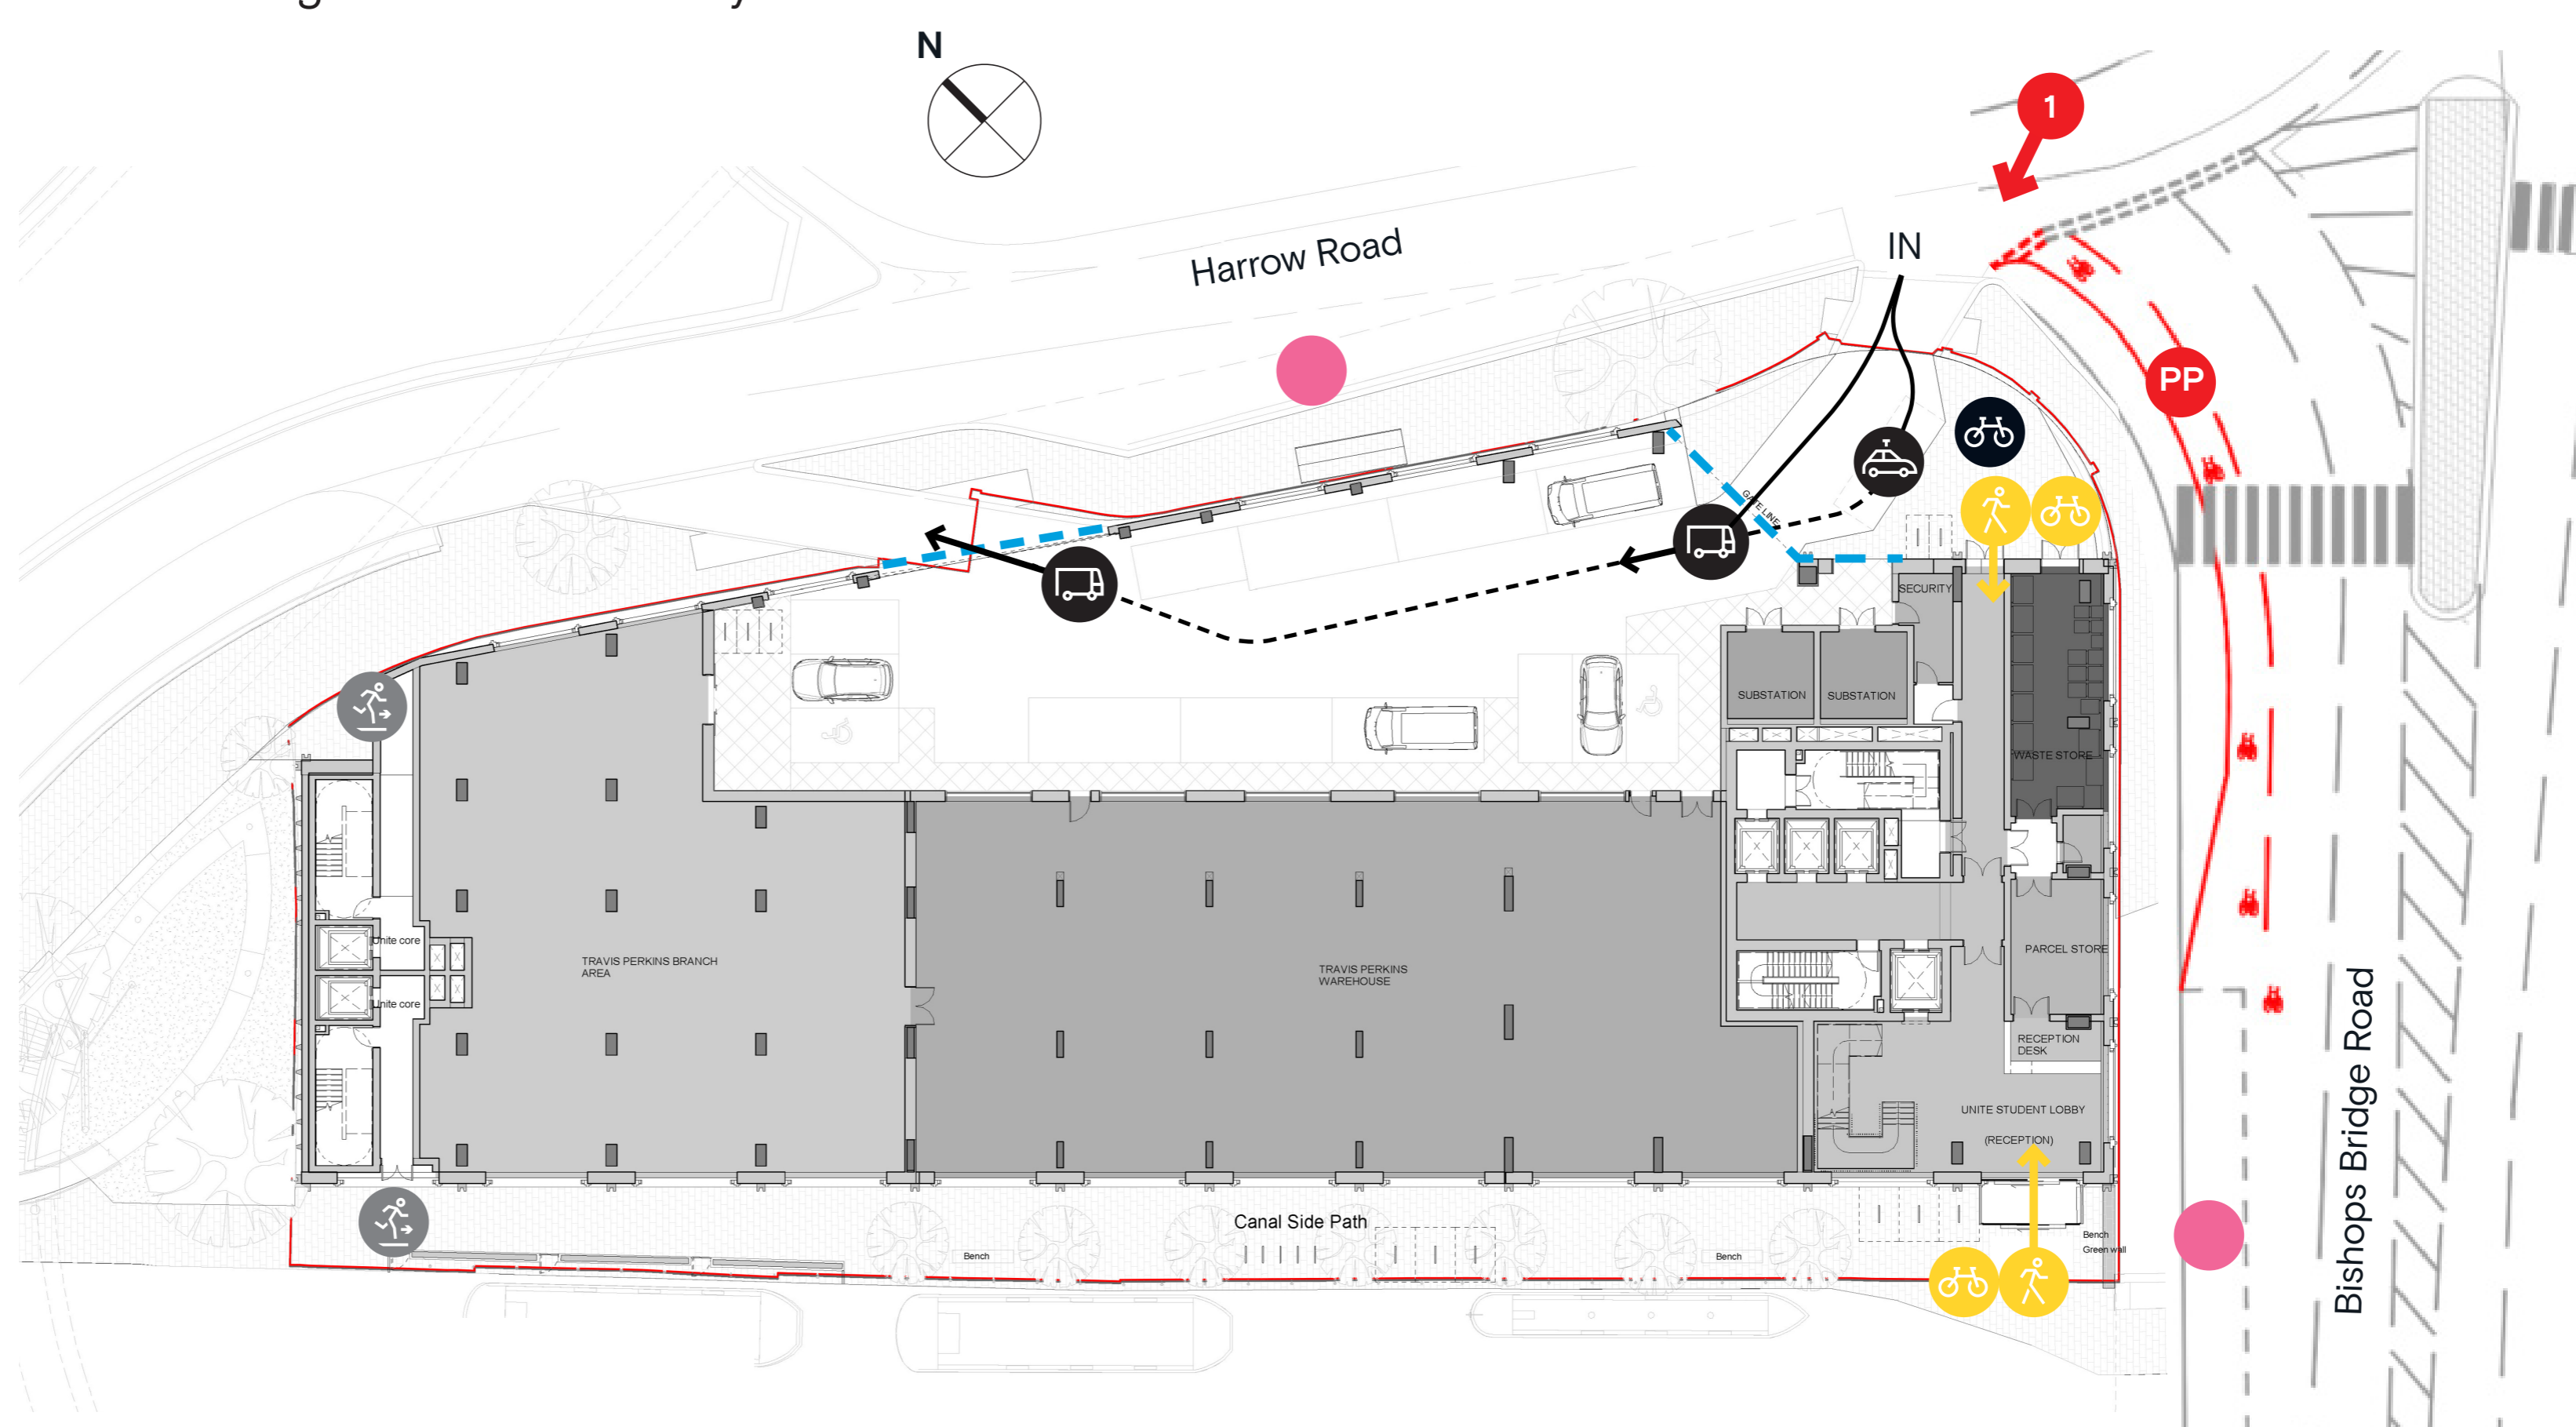 N
1
Harrow Road
IN
PP
GATE LINE
SECURITY
SUBSTATION
SUBSTATION
WASTE STORE
Unite core
TRAVIS PERKINS BRANCH
AREA
TRAVIS PERKINS
WAREHOUSE
PARCEL STORE
Unite core
RECEPTION
DESK
UNITE STUDENT LOBBY
(RECEPTION)
Bishops Bridge Road
Canal Side Path
Bench
Bench
Bench
Green wall